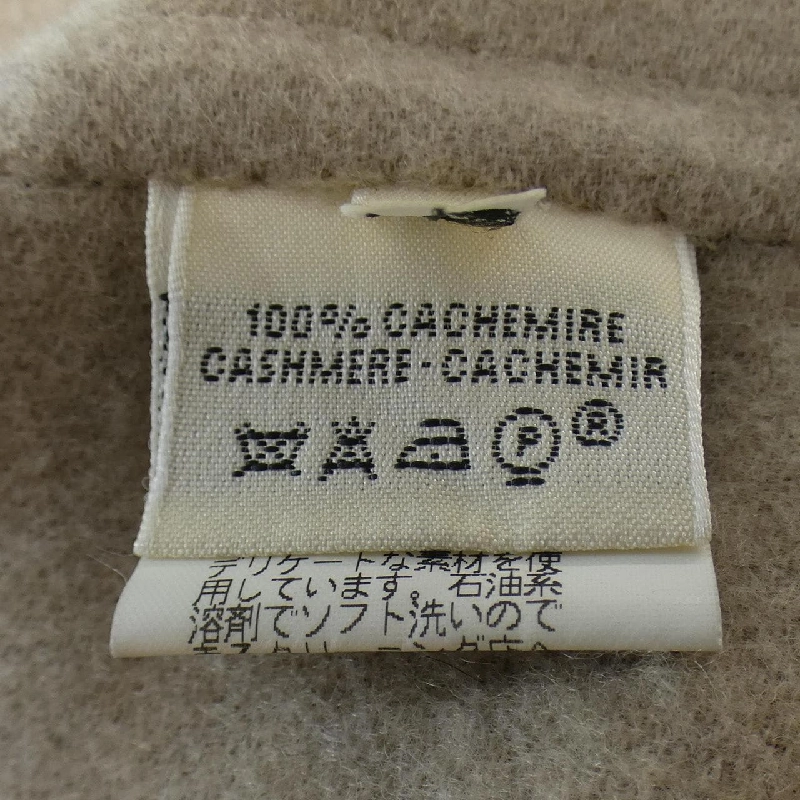 100% CACHEMIRE
CASHMERE-CACHEMIR
P ®
デリケートな素材を使
用しています。石油系
溶剤でソフト洗いので